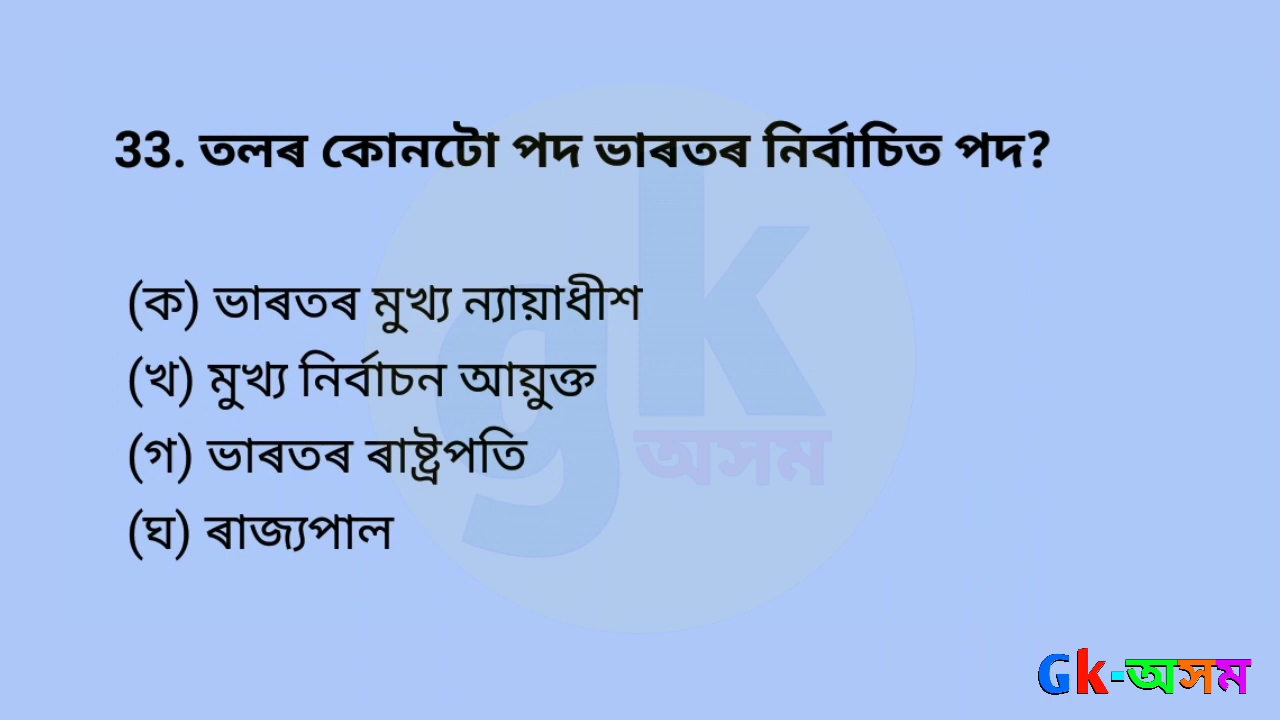 33. তলৰ কোনটো পদ ভাৰতৰ নিৰ্বাচিত পদ?
(ক) ভাৰতৰ মুখ্য ন্যায়াধীশ
(খ) মুখ্য নিৰ্বাচন আয়ুক্ত
(গ) ভাৰতৰ ৰাষ্ট্ৰপতি
(ঘ) ৰাজ্যপাল
gk
অসম
Gk-অসম